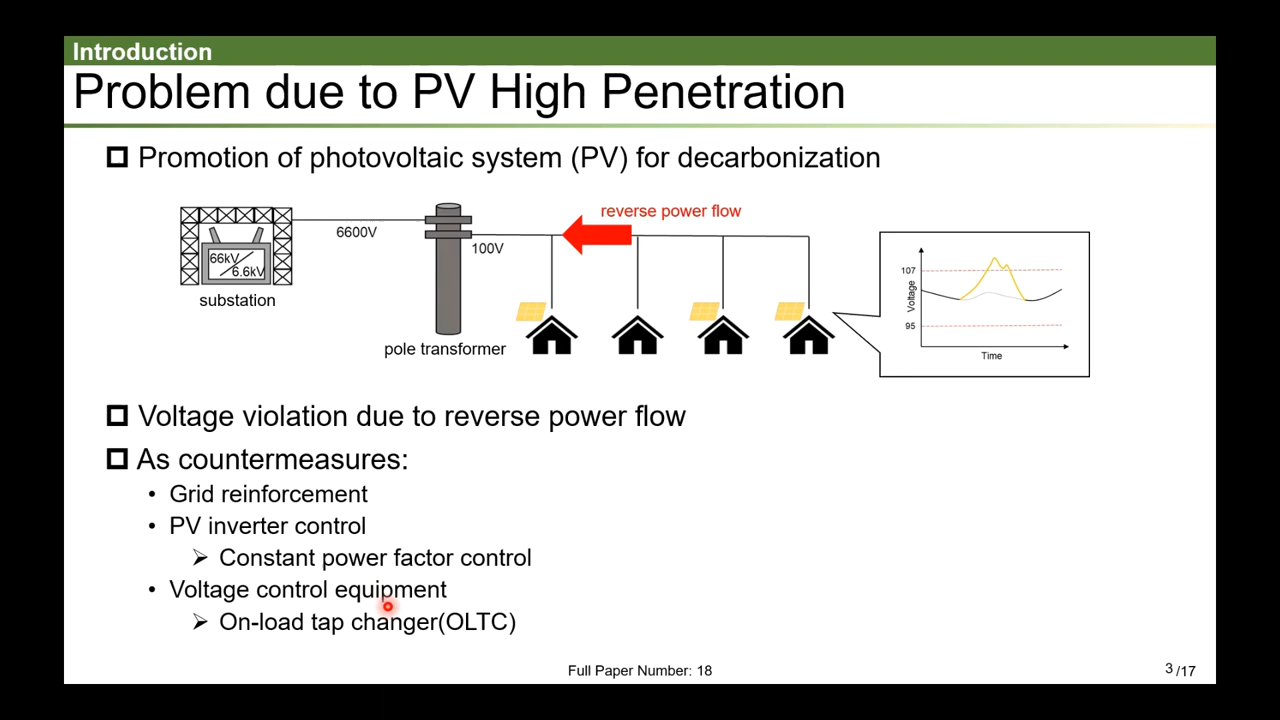 Introduction
Problem due to PV High Penetration
Promotion of photovoltaic system (PV) for decarbonization
reverse power flow
6600V
100V
66kV
6.6kV
substation
pole transformer
107
Voltage
95
Time
Voltage violation due to reverse power flow
As countermeasures:
• Grid reinforcement
• PV inverter control
➢ Constant power factor control
• Voltage control equipment
➢ On-load tap changer(OLTC)
Full Paper Number: 18
3 /17